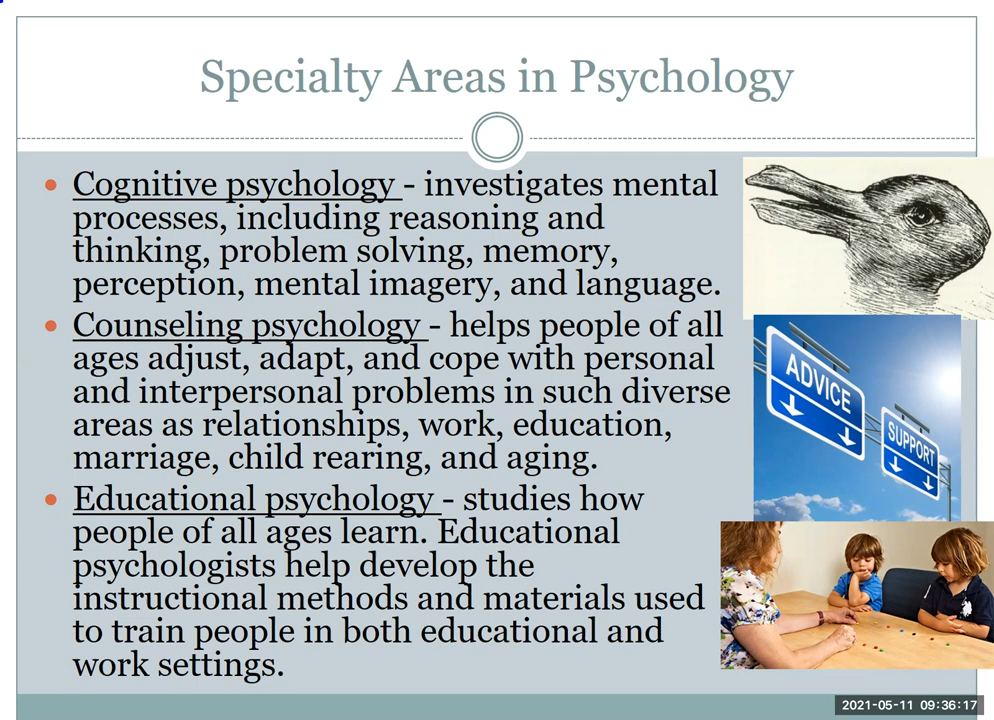 Specialty Areas in Psychology
Cognitive psychology - investigates mental
processes, including reasoning and
thinking, problem solving, memory,
perception, mental imagery, and language.
Counseling psychology - helps people of all
ages adjust, adapt, and cope with personal
and interpersonal problems in such diverse
areas as relationships, work, education,
marriage, child rearing, and aging.
Educational psychology - studies how
people of all ages learn. Educational
psychologists help develop the
instructional methods and materials used
to train people in both educational and
work settings.
ADVICE
SUPPORT
2021-05-11 09:36:17